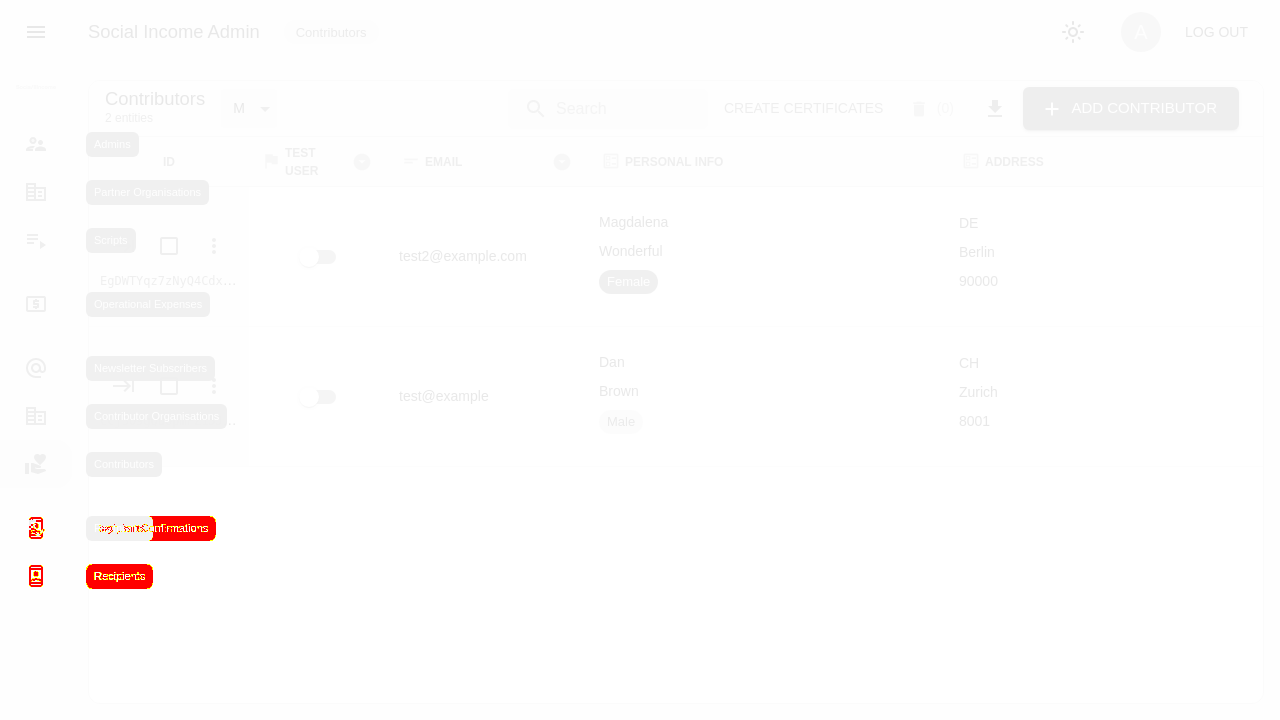 Social Income Admin
Contributors
A
LOG OUT
Contributors
2 entities
M
Search
CREATE CERTIFICATES
(0)
ADD CONTRIBUTOR
ID
TEST USER
EMAIL
PERSONAL INFO
ADDRESS
Admins
Partner Organisations
Scripts
EgDWTYqz7zNyQ4Cdx...
Operational Expenses
Newsletter Subscribers
Contributor Organisations
...
Contributors
Recipients
test2@example.com
Magdalena
Wonderful
Female
DE
Berlin
90000
test@example
Dan
Brown
Male
CH
Zurich
8001